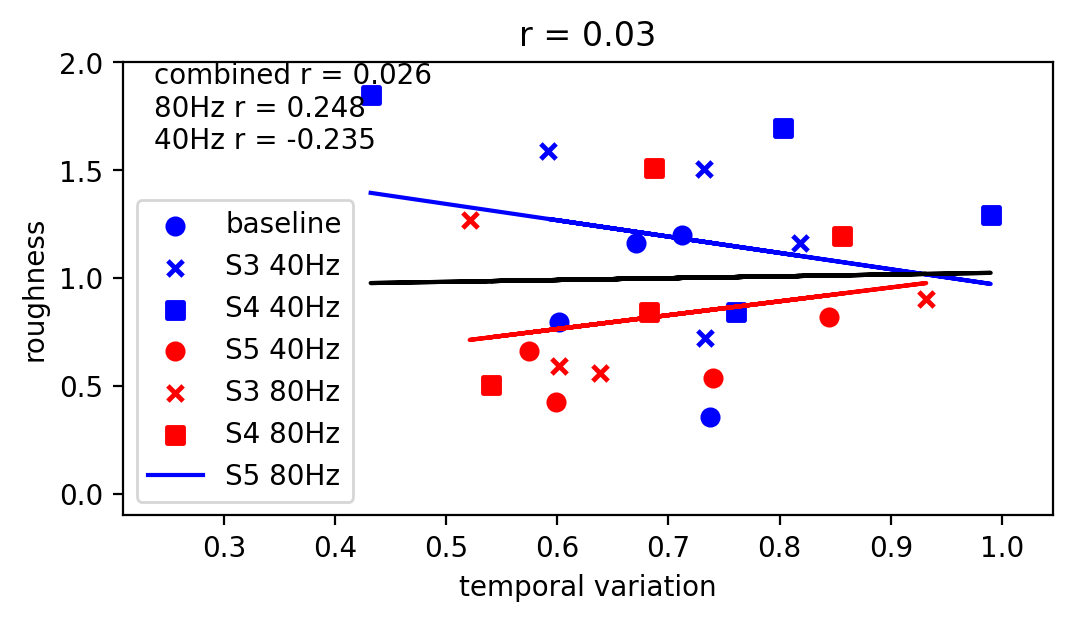 r = 0.03
combined r = 0.026
80Hz r = 0.248
40Hz r = -0.235
baseline
S3 40Hz
S4 40Hz
S5 40Hz
S3 80Hz
S4 80Hz
S5 80Hz
roughness
2.0
1.5
1.0
0.5
0.0
0.3 0.4 0.5 0.6 0.7 0.8 0.9 1.0
temporal variation